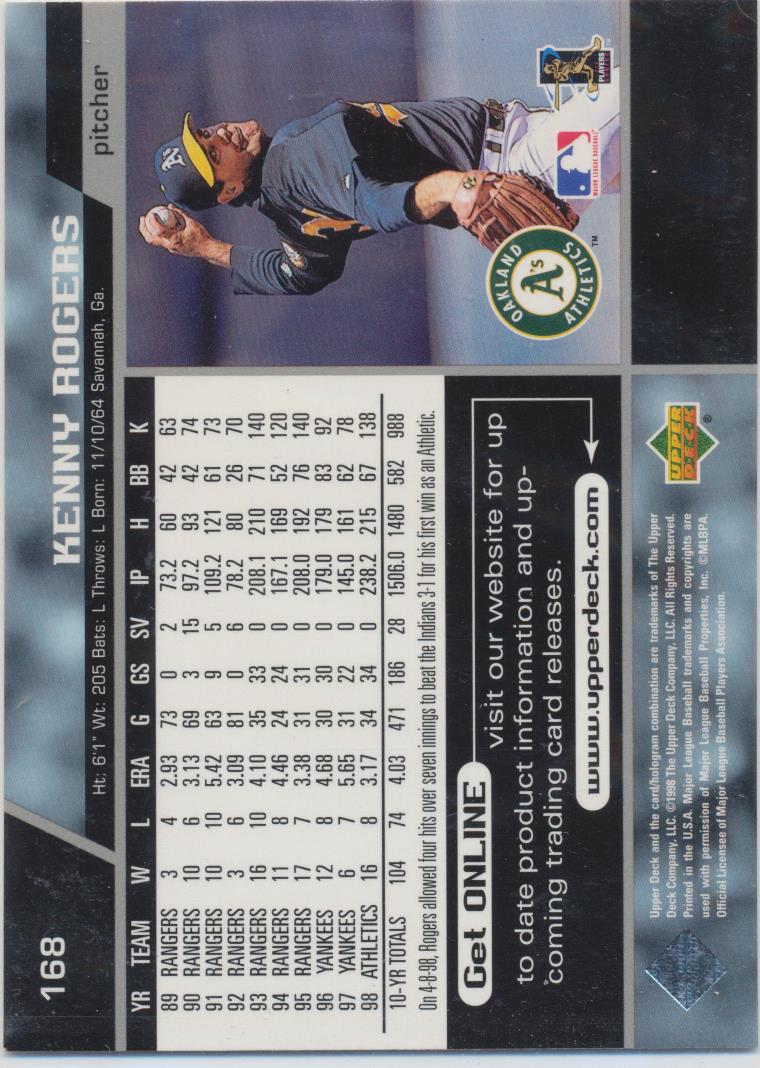 168
KENNY ROGERS
pitcher
Ht: 6'1" Wt: 205 Bats: L Throws: L Born: 11/10/64 Savannah, Ga.
YR TEAM W L ERA G GS SV IP H BB K
89 RANGERS 3 4 2.93 73 0 2 73.2 60 42 63
90 RANGERS 10 6 3.13 69 3 15 97.2 93 42 74
91 RANGERS 10 10 5.42 63 9 5 109.2 121 61 73
92 RANGERS 3 6 3.09 81 0 6 78.2 80 26 70
93 RANGERS 16 10 4.10 35 33 0 208.1 210 71 140
94 RANGERS 11 8 4.46 24 24 0 167.1 169 52 120
95 RANGERS 17 7 3.38 31 31 0 208.0 192 76 140
96 YANKEES 12 8 4.68 30 30 0 179.0 179 83 92
97 YANKEES 6 7 5.65 31 22 0 145.0 161 62 78
98 ATHLETICS 16 8 3.17 34 34 0 238.2 215 67 138
10-YR TOTALS 104 74 4.03 471 186 28 1506.0 1480 582 988
On 4-8-98, Rogers allowed four hits over seven innings to beat the Indians 3-1 for his first win as an Athletic.
A's
OAKLAND
A's
ATHLETICS
TM
MAJOR LEAGUE BASEBALL
PLAYERS
Get ONLINE visit our website for up
to date product information and up-
coming trading card releases.
www.upperdeck.com
Upper Deck and the card/hologram combination are trademarks of The Upper
Deck Company, LLC. ©1998 The Upper Deck Company, LLC. All Rights Reserved.
Printed in the U.S.A. Major League Baseball trademarks and copyrights are
used with permission of Major League Baseball Properties, Inc. ©MLBPA.
Official Licensee of Major League Baseball Players Association.
UPPER
DECK
®